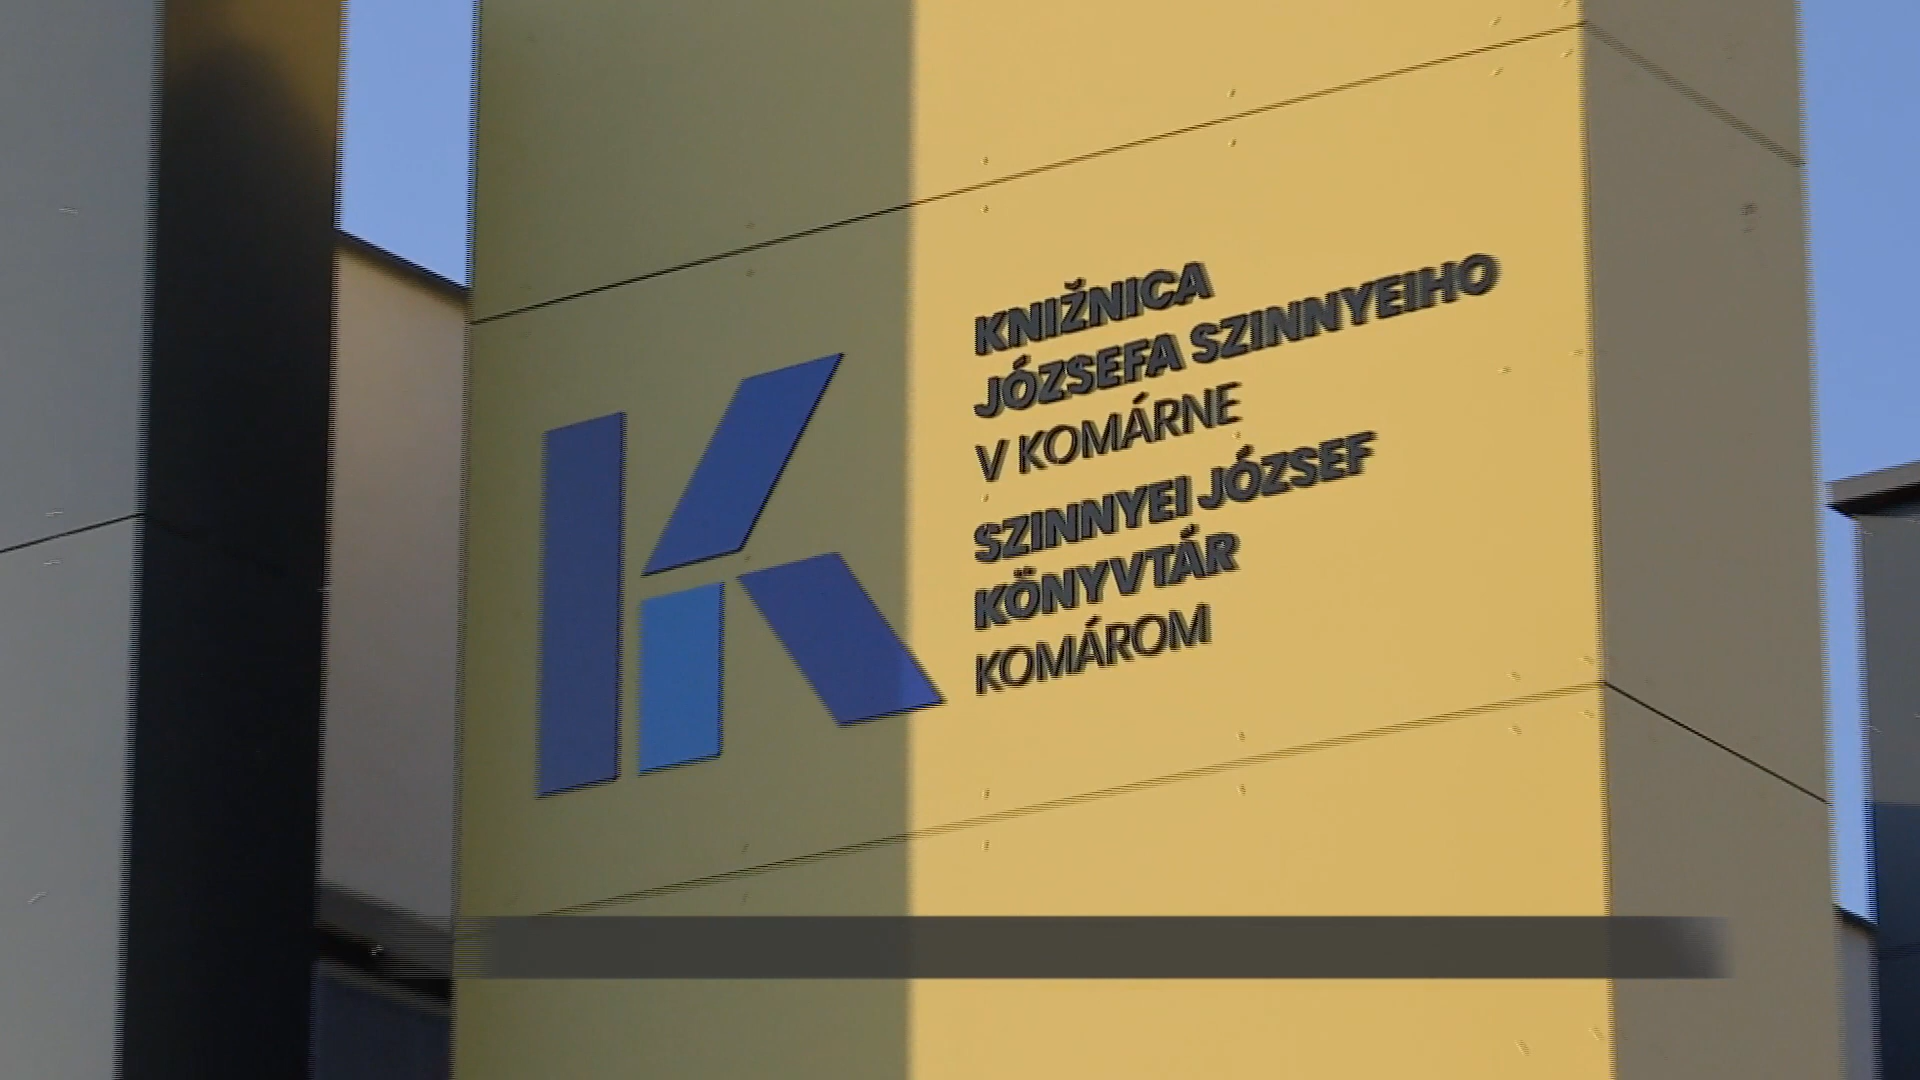 KNIŽNICA
JÓZSEFA SZINNYEIHO
V KOMÁRNE
SZINNYEI JÓZSEF
KÖNYVTÁR
KOMÁROM